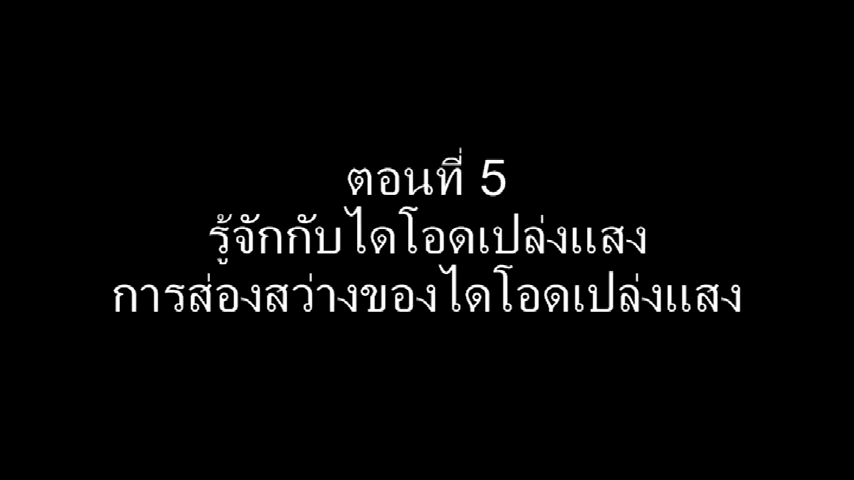 ตอนที่ 5
รู้จักกับไดโอดเปล่งแสง
การส่องสว่างของไดโอดเปล่งแสง